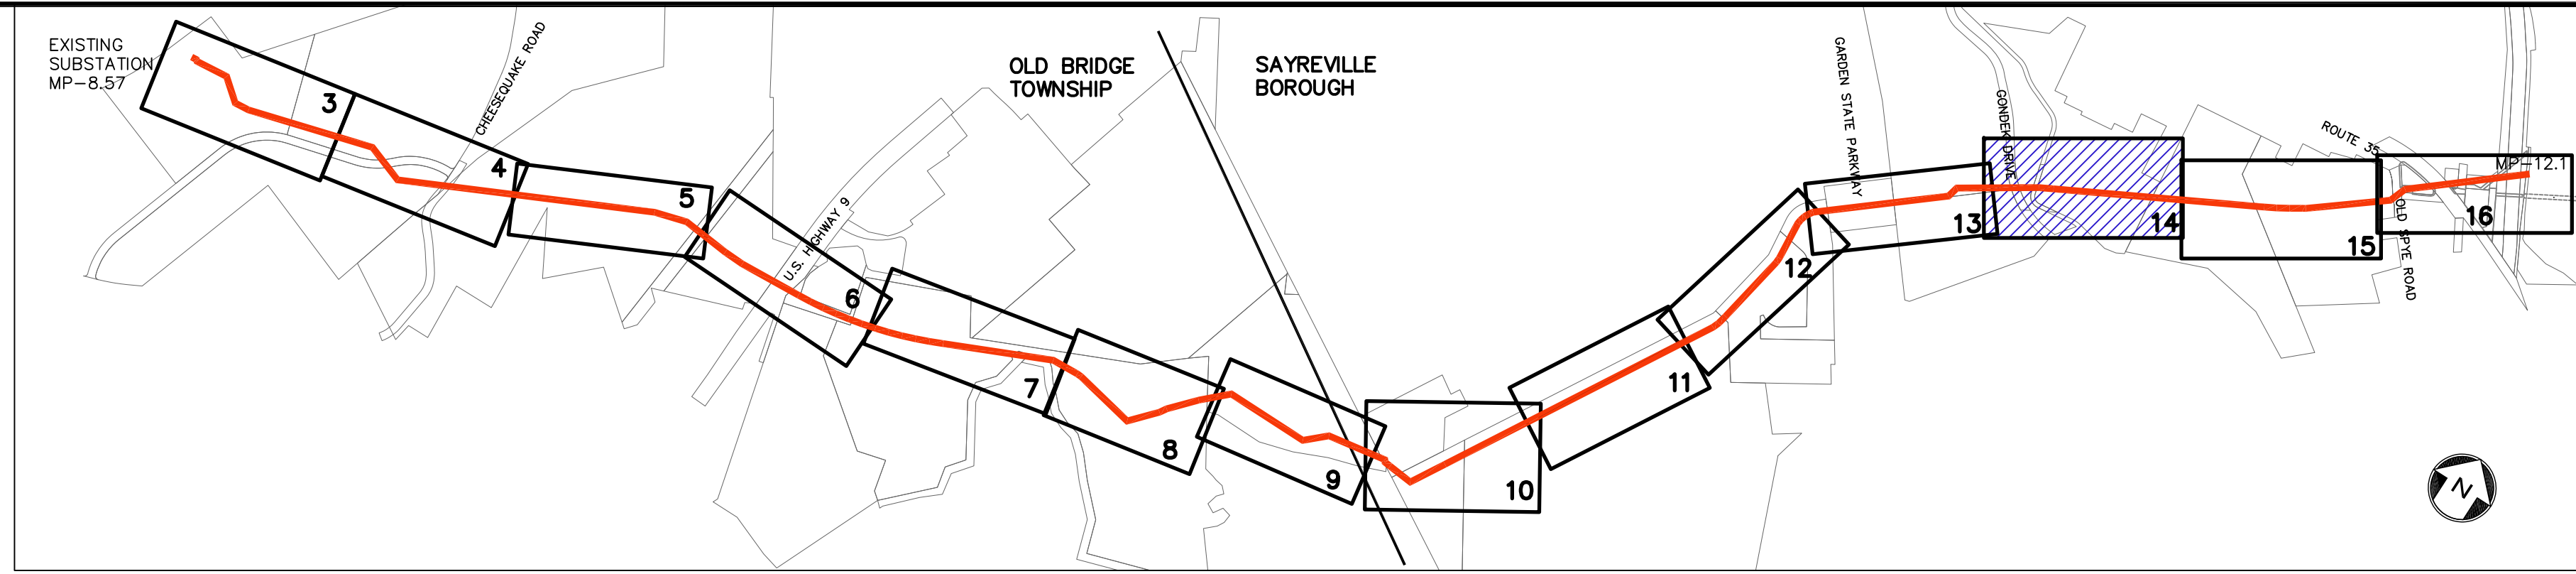 EXISTING
SUBSTATION
MP-8.57
3
4
CHEESEQUAKE ROAD
5
6
U.S. HIGHWAY 9
7
OLD BRIDGE
TOWNSHIP
8
SAYREVILLE
BOROUGH
9
10
11
12
GARDEN STATE PARKWAY
13
GONDEK DRIVE
14
15
ROUTE 35
OLD SPYE ROAD
16
MP-12.1
N